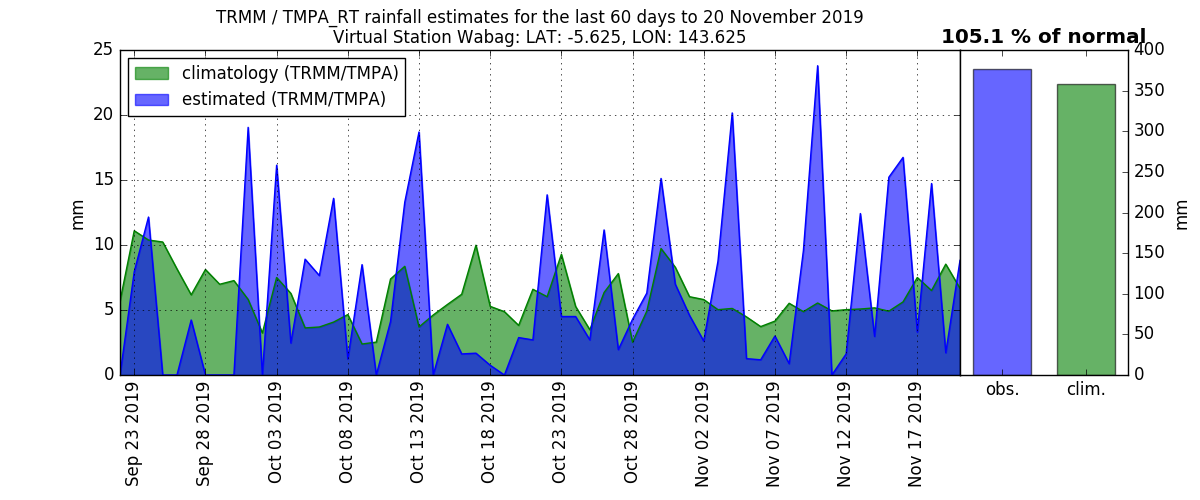 TRMM / TMPA_RT rainfall estimates for the last 60 days to 20 November 2019
Virtual Station Wabag: LAT: -5.625, LON: 143.625
105.1 % of normal
climatology (TRMM/TMPA)
estimated (TRMM/TMPA)
25
20
15
10
5
0
mm
Sep 23 2019
Sep 28 2019
Oct 03 2019
Oct 08 2019
Oct 13 2019
Oct 18 2019
Oct 23 2019
Oct 28 2019
Nov 02 2019
Nov 07 2019
Nov 12 2019
Nov 17 2019
obs.
clim.
400
350
300
250
200
150
100
50
0
mm